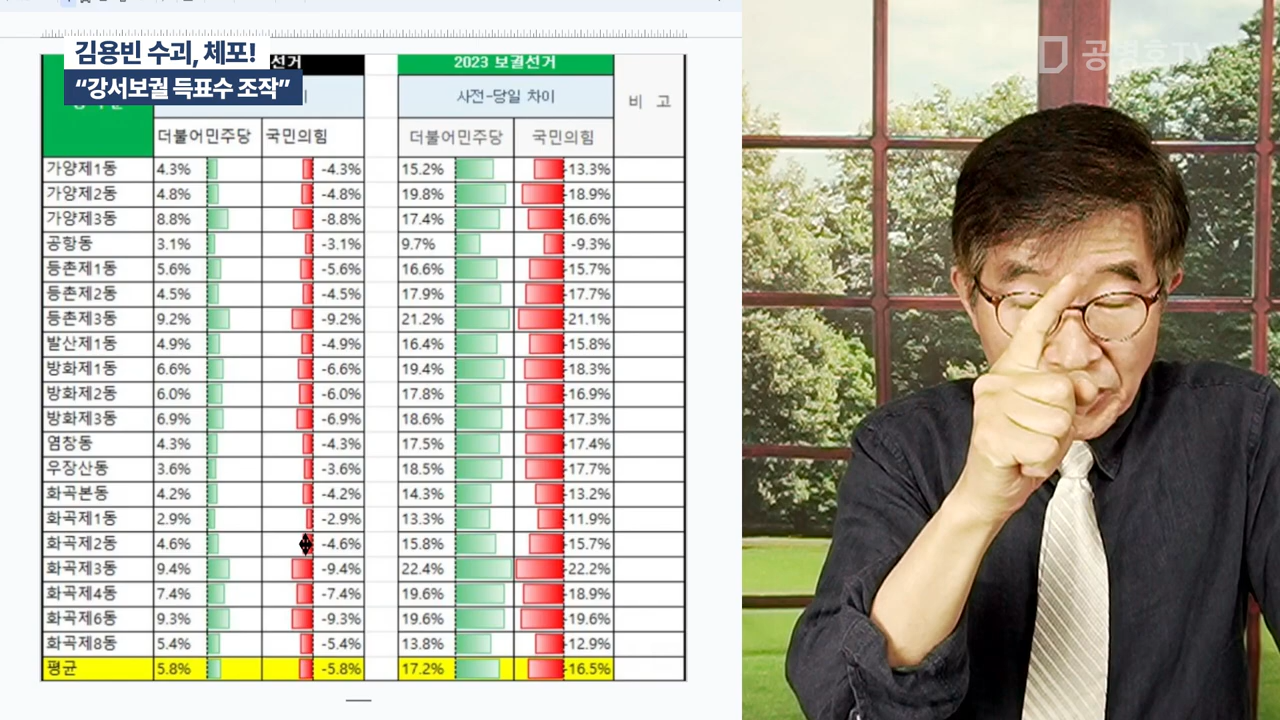 김용빈 수괴, 체포!
“강서보궐 득표수 조작”
선거
2023 보궐선거
사전-당일 차이
비 고
더불어민주당 국민의힘 더불어민주당 국민의힘
가양제1동 4.3% -4.3% 15.2% -13.3%
가양제2동 4.8% -4.8% 19.8% -18.9%
가양제3동 8.8% -8.8% 17.4% -16.6%
공항동 3.1% -3.1% 9.7% -9.3%
등촌제1동 5.6% -5.6% 16.6% -15.7%
등촌제2동 4.5% -4.5% 17.9% -17.7%
등촌제3동 9.2% -9.2% 21.2% -21.1%
발산제1동 4.9% -4.9% 16.4% -15.8%
방화제1동 6.6% -6.6% 19.4% -18.3%
방화제2동 6.0% -6.0% 17.8% -16.9%
방화제3동 6.9% -6.9% 18.6% -17.3%
염창동 4.3% -4.3% 17.5% -17.4%
우장산동 3.6% -3.6% 18.5% -17.7%
화곡본동 4.2% -4.2% 14.3% -13.2%
화곡제1동 2.9% -2.9% 13.3% -11.9%
화곡제2동 4.6% -4.6% 15.8% -15.7%
화곡제3동 9.4% -9.4% 22.4% -22.2%
화곡제4동 7.4% -7.4% 19.6% -18.9%
화곡제6동 9.3% -9.3% 19.6% -19.6%
화곡제8동 5.4% -5.4% 13.8% -12.9%
평균 5.8% -5.8% 17.2% -16.5%
공병호TV